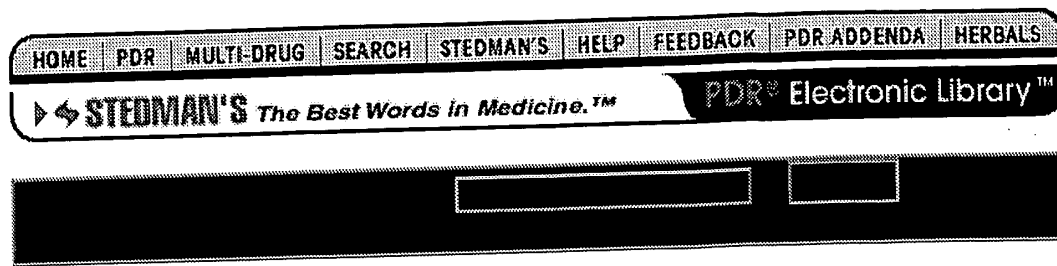 HOME | PDR | MULTI-DRUG | SEARCH | STEDMAN'S | HELP | FEEDBACK | PDR ADDENDA | HERBALS
STEDMAN'S The Best Words in Medicine.™ PDR® Electronic Library™